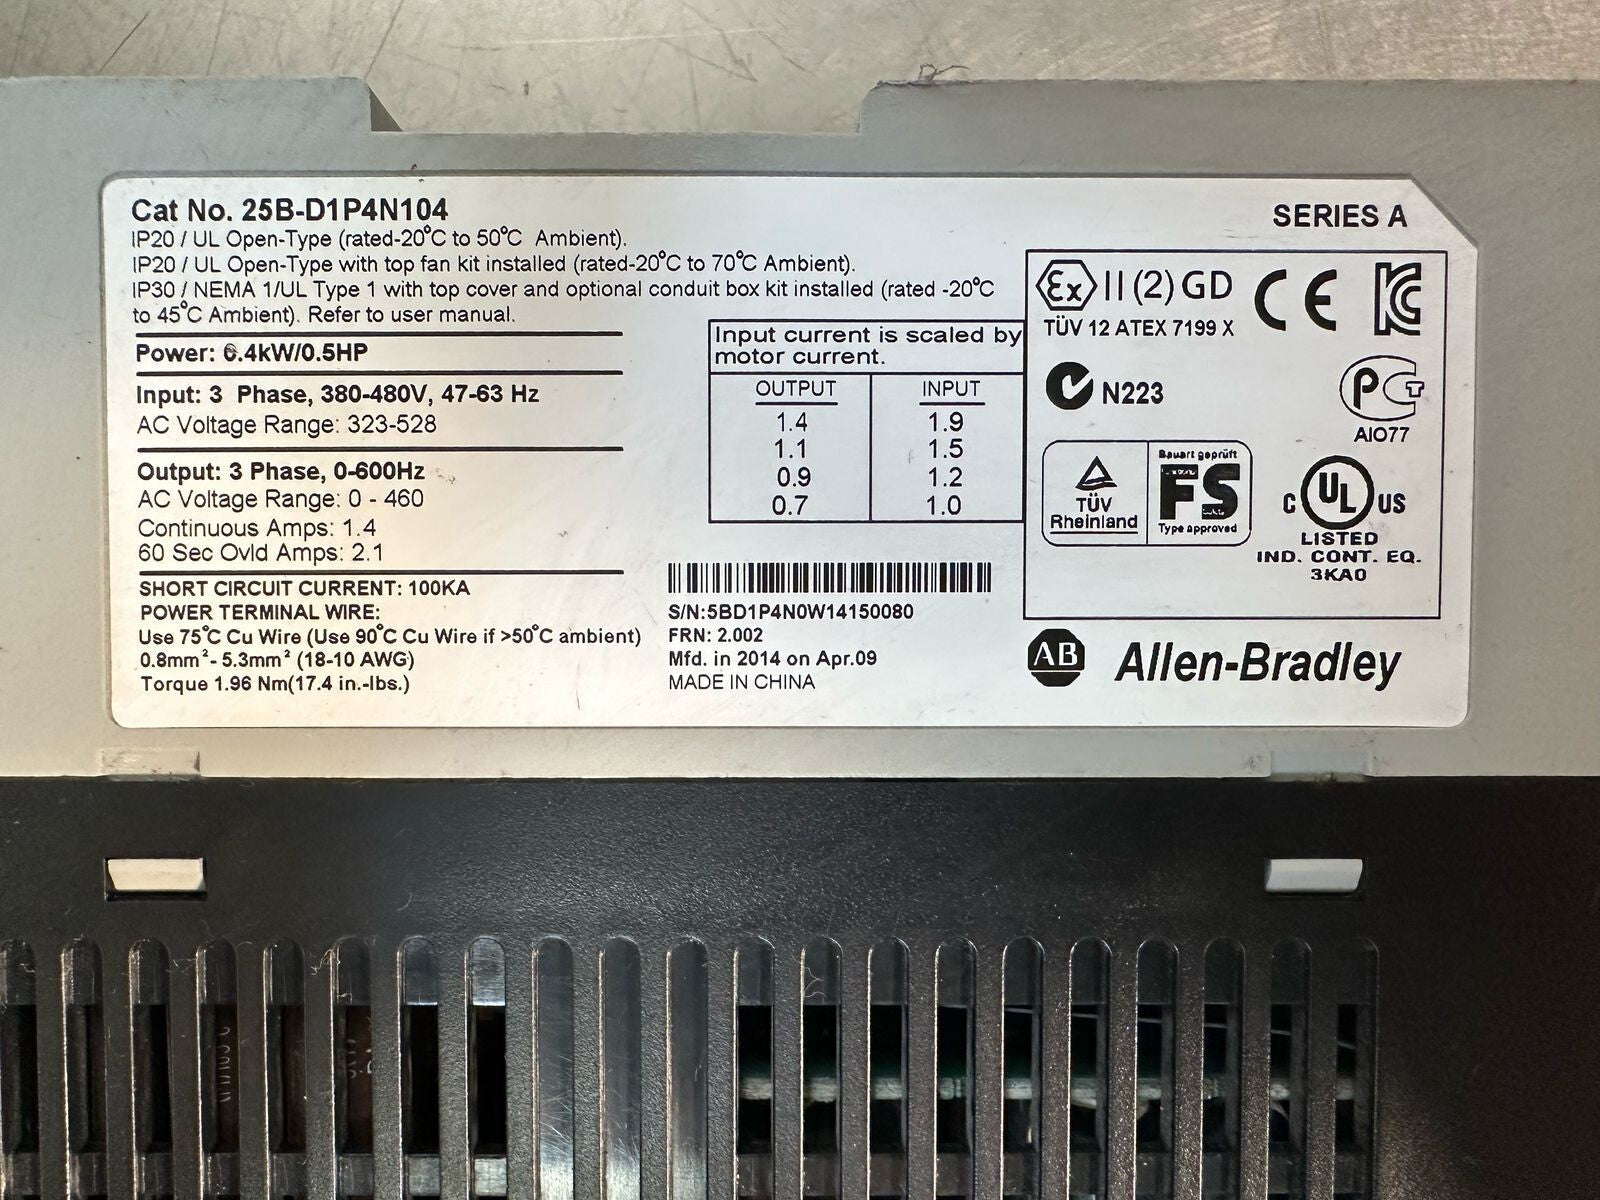 Cat No. 25B-D1P4N104
SERIES A
IP20 / UL Open-Type (rated-20°C to 50°C Ambient).
IP20 / UL Open-Type with top fan kit installed (rated-20°C to 70°C Ambient).
IP30 / NEMA 1/UL Type 1 with top cover and optional conduit box kit installed (rated -20°C
to 45°C Ambient). Refer to user manual.
Power: 0.4kW/0.5HP
Input: 3 Phase, 380-480V, 47-63 Hz
AC Voltage Range: 323-528
Output: 3 Phase, 0-600Hz
AC Voltage Range: 0 - 460
Continuous Amps: 1.4
60 Sec Ovld Amps: 2.1
SHORT CIRCUIT CURRENT: 100KA
POWER TERMINAL WIRE:
Use 75°C Cu Wire (Use 90°C Cu Wire if >50°C ambient)
0.8mm²- 5.3mm² (18-10 AWG)
Torque 1.96 Nm(17.4 in.-lbs.)
Input current is scaled by
motor current.
OUTPUT INPUT
1.4 1.9
1.1 1.5
0.9 1.2
0.7 1.0
S/N:5BD1P4N0W14150080
FRN: 2.002
Mfd. in 2014 on Apr.09
MADE IN CHINA
Ex II (2) GD CE KC
TÜV 12 ATEX 7199 X
N223
PCT
AIO77
TÜV
Rheinland
Bauart geprüft
FS
Type approved
C UL US
LISTED
IND. CONT. EQ.
3KA0
AB Allen-Bradley